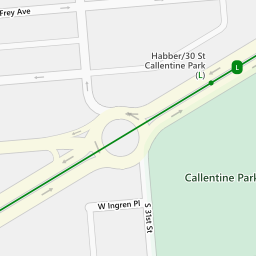 Frey Ave
Habber/30 St
Callentine Park
(L)
L
Callentine Park
W Ingren Pl
S 31st St